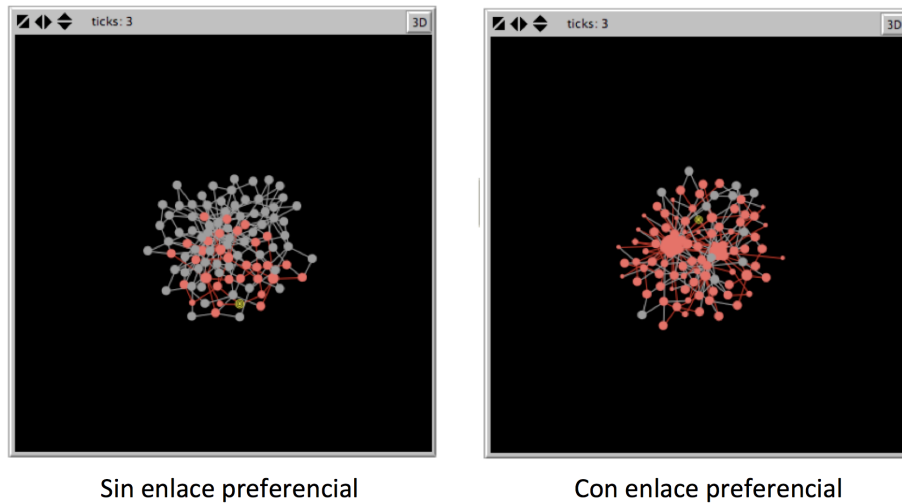 ticks: 3
3D
ticks: 3
3D
Sin enlace preferencial
Con enlace preferencial